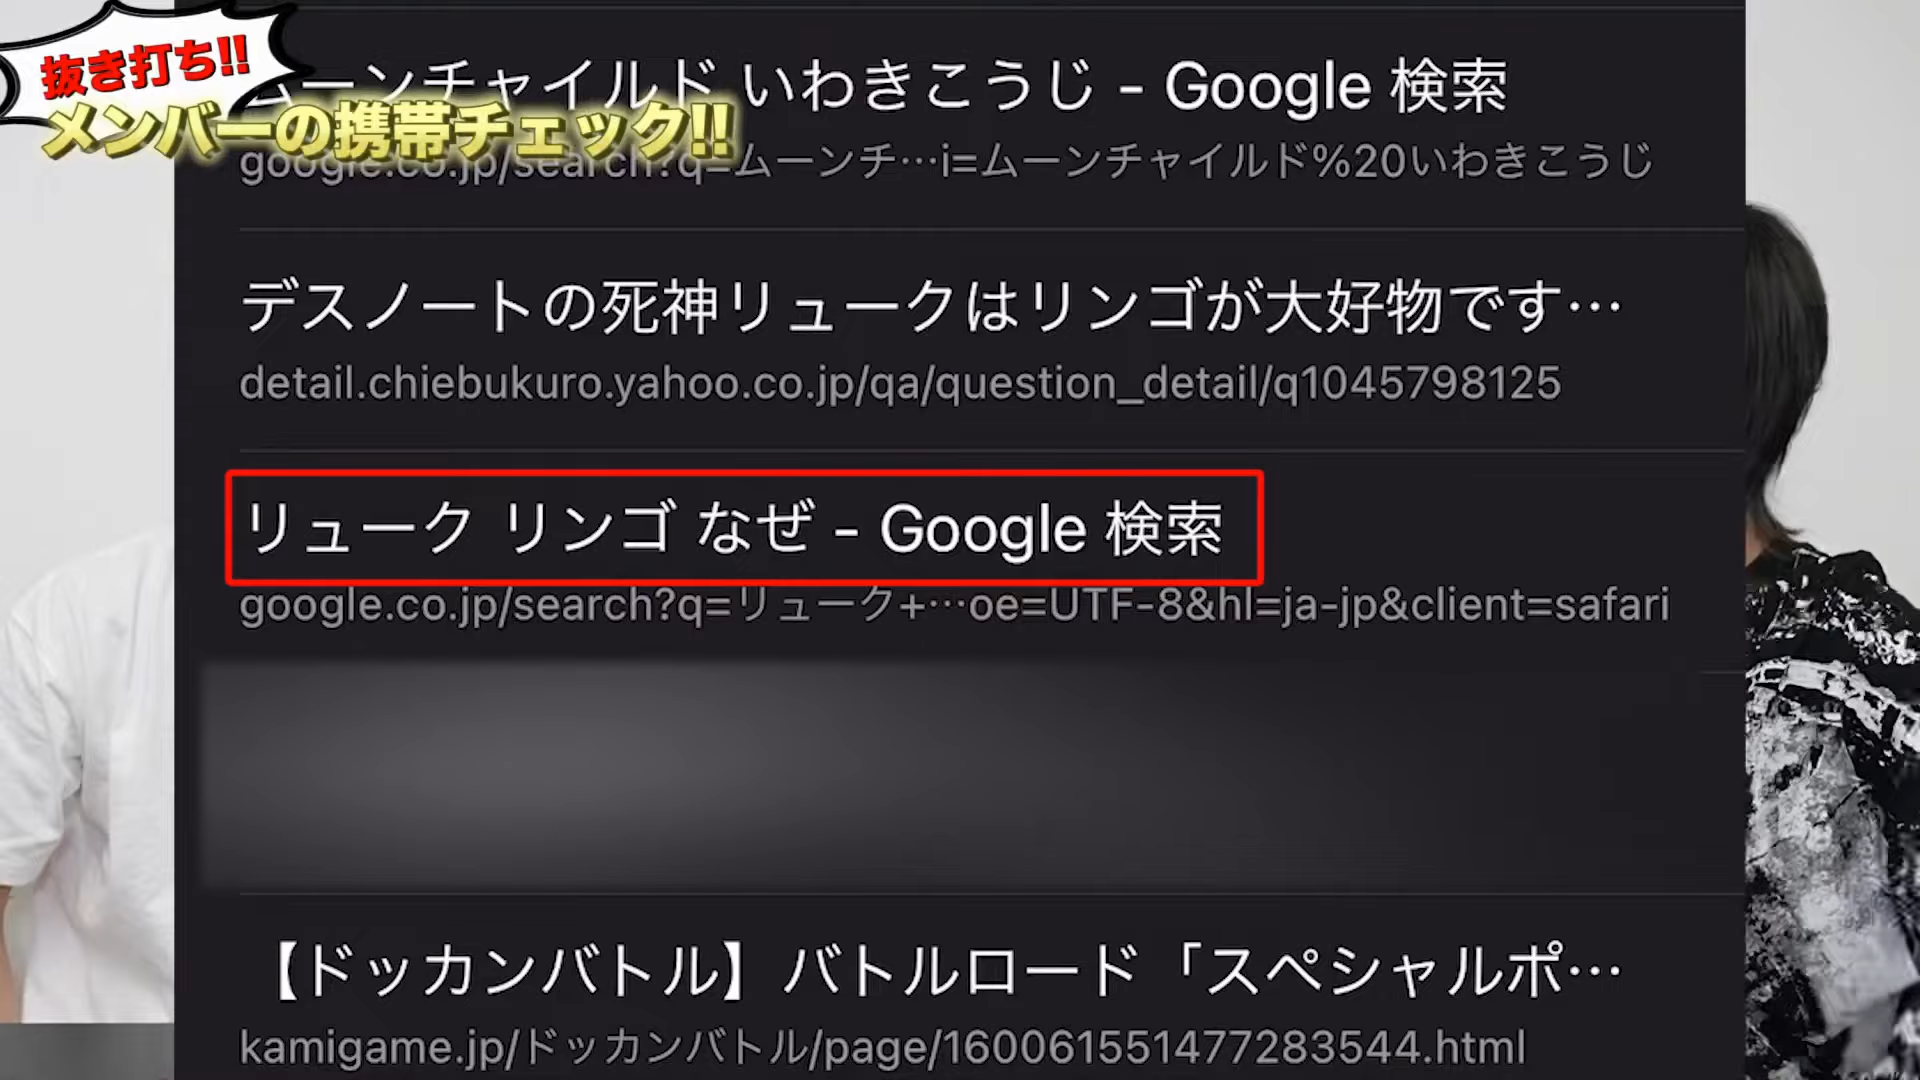 抜き打ち!!
メンバーの携帯チェック!!
ムーンチャイルド いわきこうじ - Google 検索
google.co.jp/search?q=ムーンチ…i=ムーンチャイルド%20いわきこうじ
デスノートの死神リュークはリンゴが大好物です…
detail.chiebukuro.yahoo.co.jp/qa/question_detail/q1045798125
リューク リンゴ なぜ - Google 検索
google.co.jp/search?q=リューク+…oe=UTF-8&hl=ja-jp&client=safari
【ドッカンバトル】バトルロード「スペシャルポ…
kamigame.jp/ドッカンバトル/page/160061551477283544.html